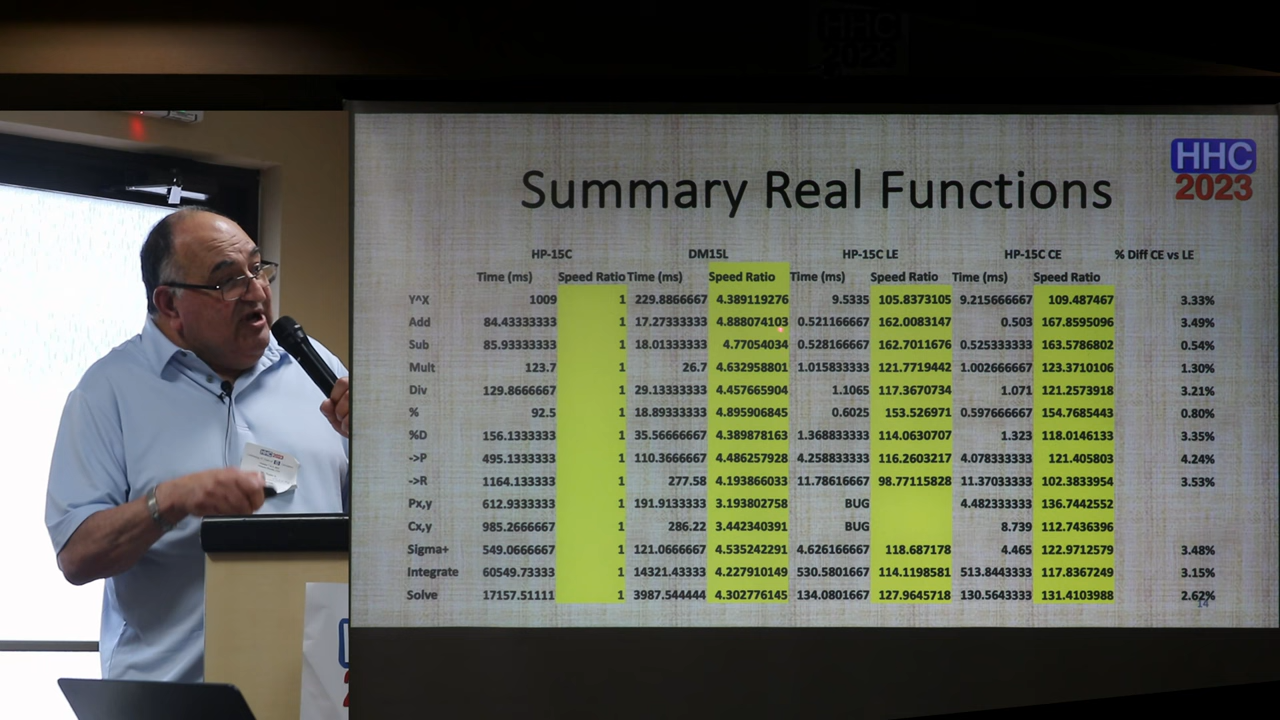 HHC
2023
Summary Real Functions
HP-15C DM15L HP-15C LE HP-15C CE % Diff CE vs LE
Time (ms) Speed Ratio Time (ms) Speed Ratio Time (ms) Speed Ratio Time (ms) Speed Ratio
Y^X 1009 1 229.8866667 4.389119276 9.5335 105.8373105 9.215666667 109.487467 3.33%
Add 84.43333333 1 17.27333333 4.888074103 0.521166667 162.0083147 0.503 167.8595096 3.49%
Sub 85.93333333 1 18.01333333 4.77054034 0.528166667 162.7011676 0.525333333 163.5786802 0.54%
Mult 123.7 1 26.7 4.632958801 1.015833333 121.7719442 1.002666667 123.3710106 1.30%
Div 129.8666667 1 29.13333333 4.457665904 1.1065 117.3670734 1.071 121.2573918 3.21%
% 92.5 1 18.89333333 4.895906845 0.6025 153.526971 0.597666667 154.7685443 0.80%
%D 156.1333333 1 35.56666667 4.389878163 1.368833333 114.0630707 1.323 118.0146133 3.35%
->P 495.1333333 1 110.3666667 4.486257928 4.258833333 116.2603217 4.078333333 121.405803 4.24%
->R 1164.133333 1 277.58 4.193866033 11.78616667 98.77115828 11.37033333 102.3833954 3.53%
Px,y 612.9333333 1 191.9133333 3.193802758 BUG 4.482333333 136.7442552
Cx,y 985.2666667 1 286.22 3.442340391 BUG 8.739 112.7436396
Sigma+ 549.0666667 1 121.0666667 4.535242291 4.626166667 118.687178 4.465 122.9712579 3.48%
Integrate 60549.73333 1 14321.43333 4.227910149 530.5801667 114.1198581 513.8443333 117.8367249 3.15%
Solve 17157.51111 1 3987.544444 4.302776145 134.0801667 127.9645718 130.5643333 131.4103988 2.62%
14